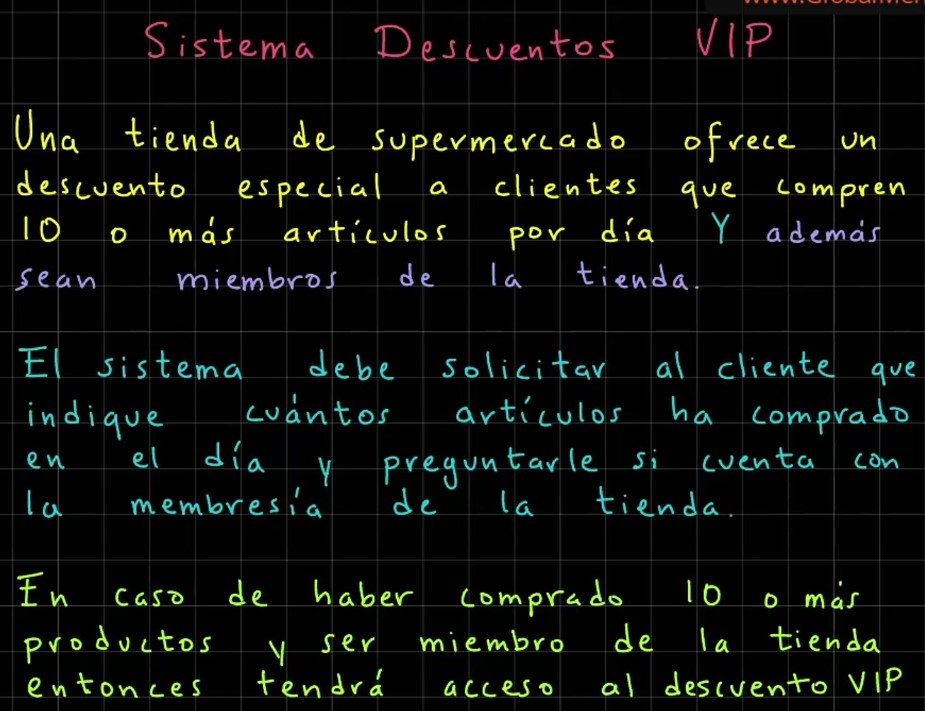 Sistema Descuentos VIP
Una tienda de supermercado ofrece un
descuento especial a clientes que compren
10 o más artículos por día Y además
sean miembros de la tienda.
El sistema debe solicitar al cliente que
indique cuántos artículos ha comprado
en el día y preguntarle si cuenta con
la membresía de la tienda.
En caso de haber comprado 10 o más
productos y ser miembro de la tienda
entonces tendrá acceso al descuento VIP